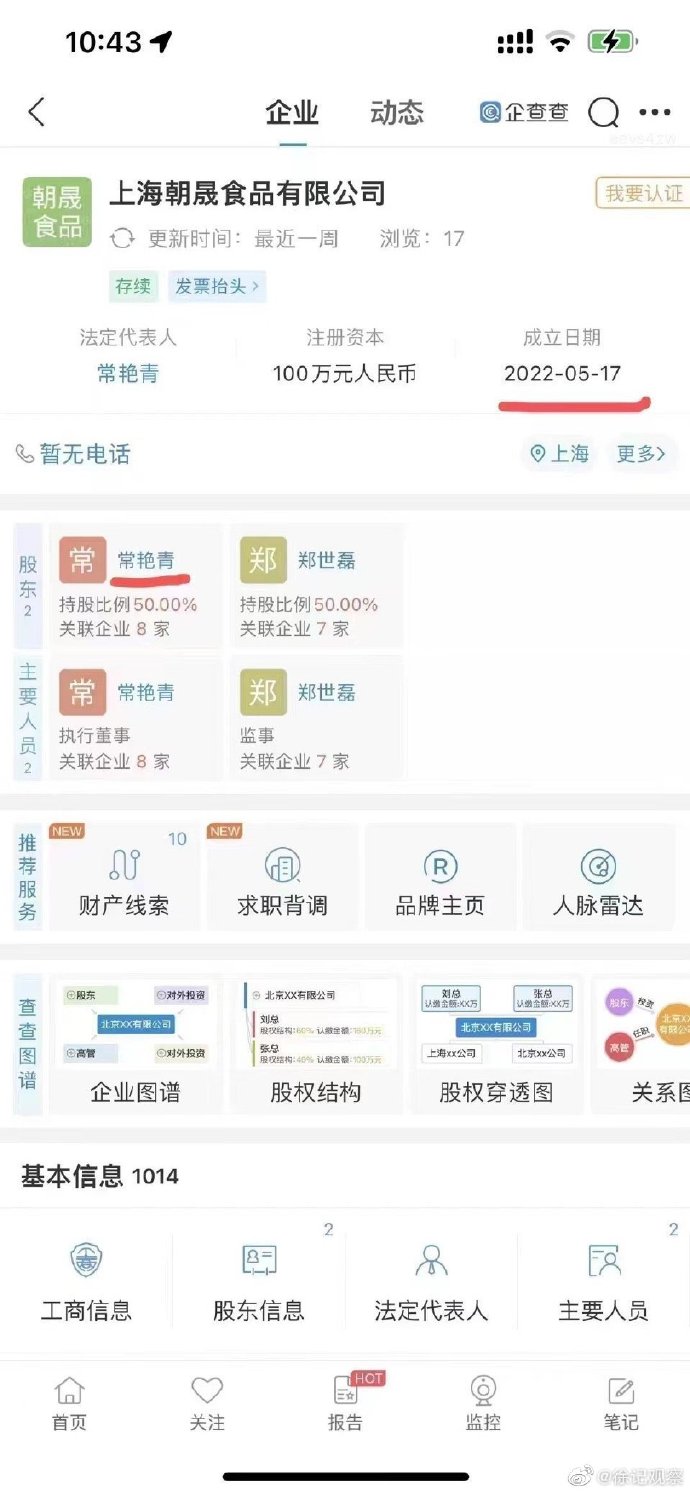 10:43
企业 动态 企查查
朝晟
食品
上海朝晟食品有限公司
我要认证
更新时间：最近一周 浏览：17
存续 发票抬头
法定代表人 注册资本 成立日期
常艳青 100万元人民币 2022-05-17
暂无电话 上海 更多
股东
2
常 常艳青
持股比例50.00%
关联企业 8 家
郑 郑世磊
持股比例50.00%
关联企业 7 家
主要人员
2
常 常艳青
执行董事
关联企业 8 家
郑 郑世磊
监事
关联企业 7 家
推荐服务
NEW 10
财产线索
NEW
求职背调
R
品牌主页
人脉雷达
查查图谱
股东 对外投资
北京XX有限公司
高管 对外投资
企业图谱
北京XX有限公司
刘总
股权结构:60% 认缴金额:160万元
张总
股权结构:40% 认缴金额:100万元
股权结构
刘总
认缴金额:XX万
张总
认缴金额:XX万
北京XX有限公司
上海xx公司 北京xx公司
股权穿透图
股东 投资
北京X
有限公
高管 任职
关系图
基本信息 1014
工商信息
2
股东信息
法定代表人
2
主要人员
首页
关注
HOT
报告
监控
笔记
@徐记观察